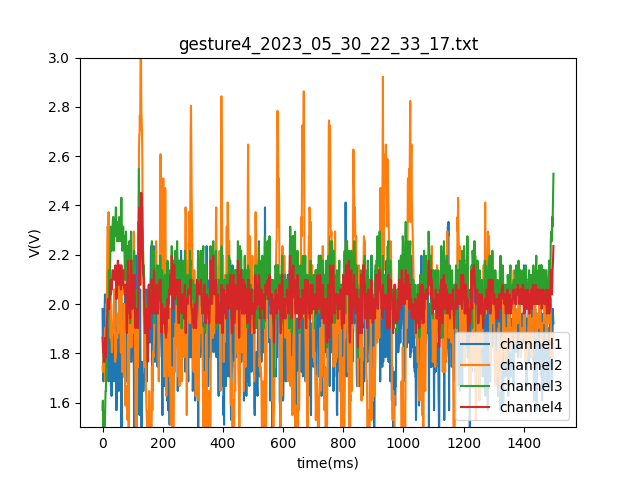 gesture4_2023_05_30_22_33_17.txt
3.0
2.8
2.6
2.4
2.2
2.0
1.8
1.6
V(V)
channel1
channel2
channel3
channel4
0 200 400 600 800 1000 1200 1400
time(ms)